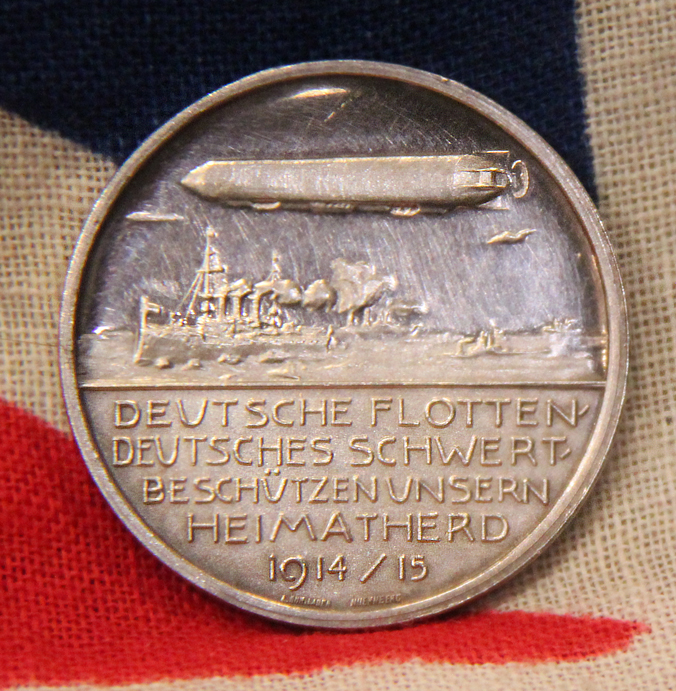 DEUTSCHE FLOTTEN·
DEUTSCHES SCHWERT·
BESCHÜTZEN UNSERN
HEIMATHERD
1914/15